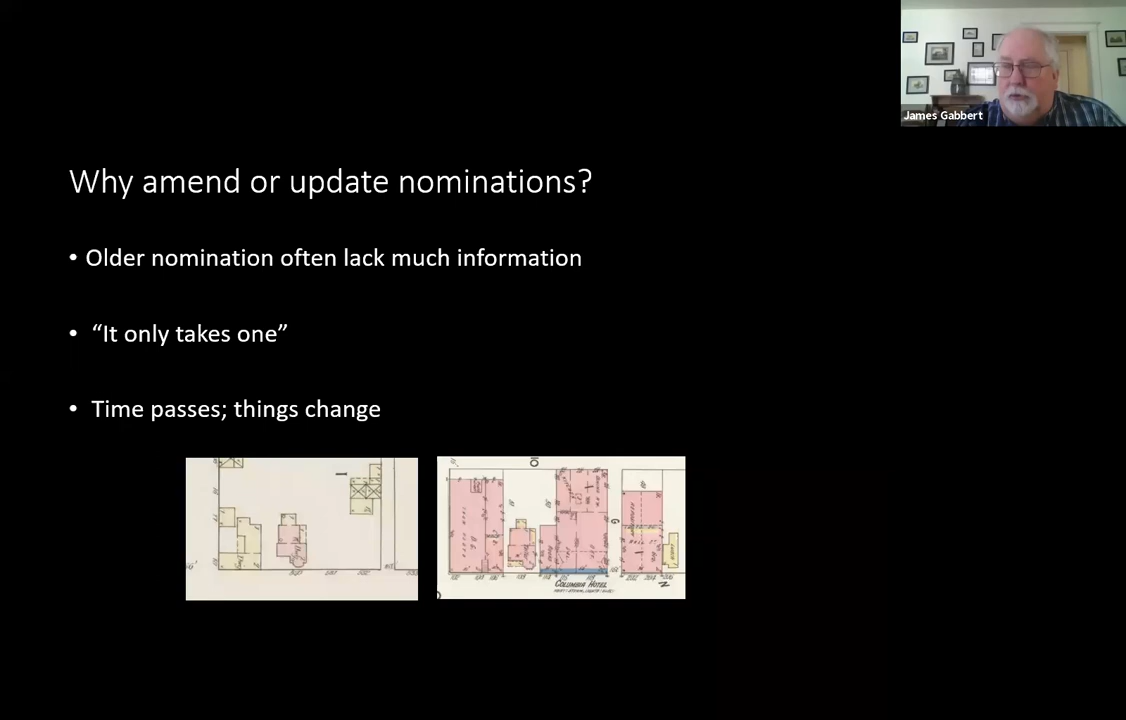 James Gabbert
Why amend or update nominations?
• Older nomination often lack much information
• “It only takes one”
• Time passes; things change
COLUMBIA HOTEL